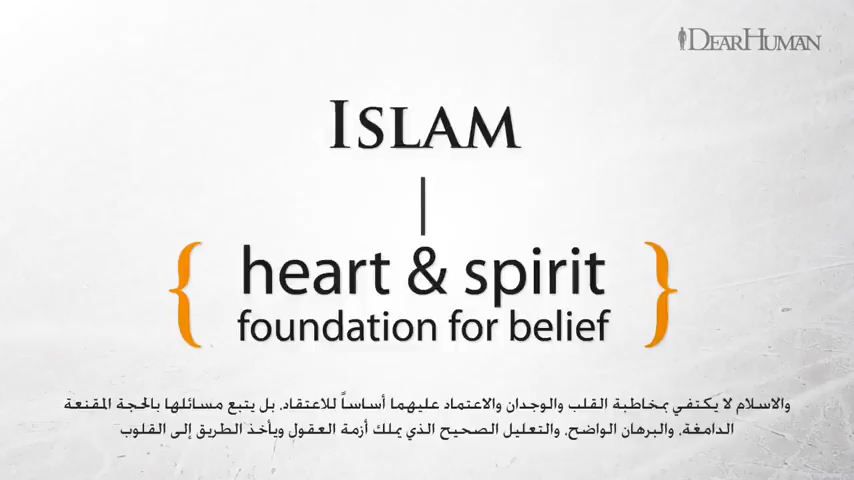 DEARHUMAN
ISLAM
heart & spirit
foundation for belief
والاسلام لا يكتفي بمخاطبة القلب والوجدان والاعتماد عليهما أساساً للاعتقاد، بل يتبع مسائلها بالحجة المقنعة
الدامغة، والبرهان الواضح، والتعليل الصحيح الذي يملك أزمة العقول ويأخذ الطريق إلى القلوب